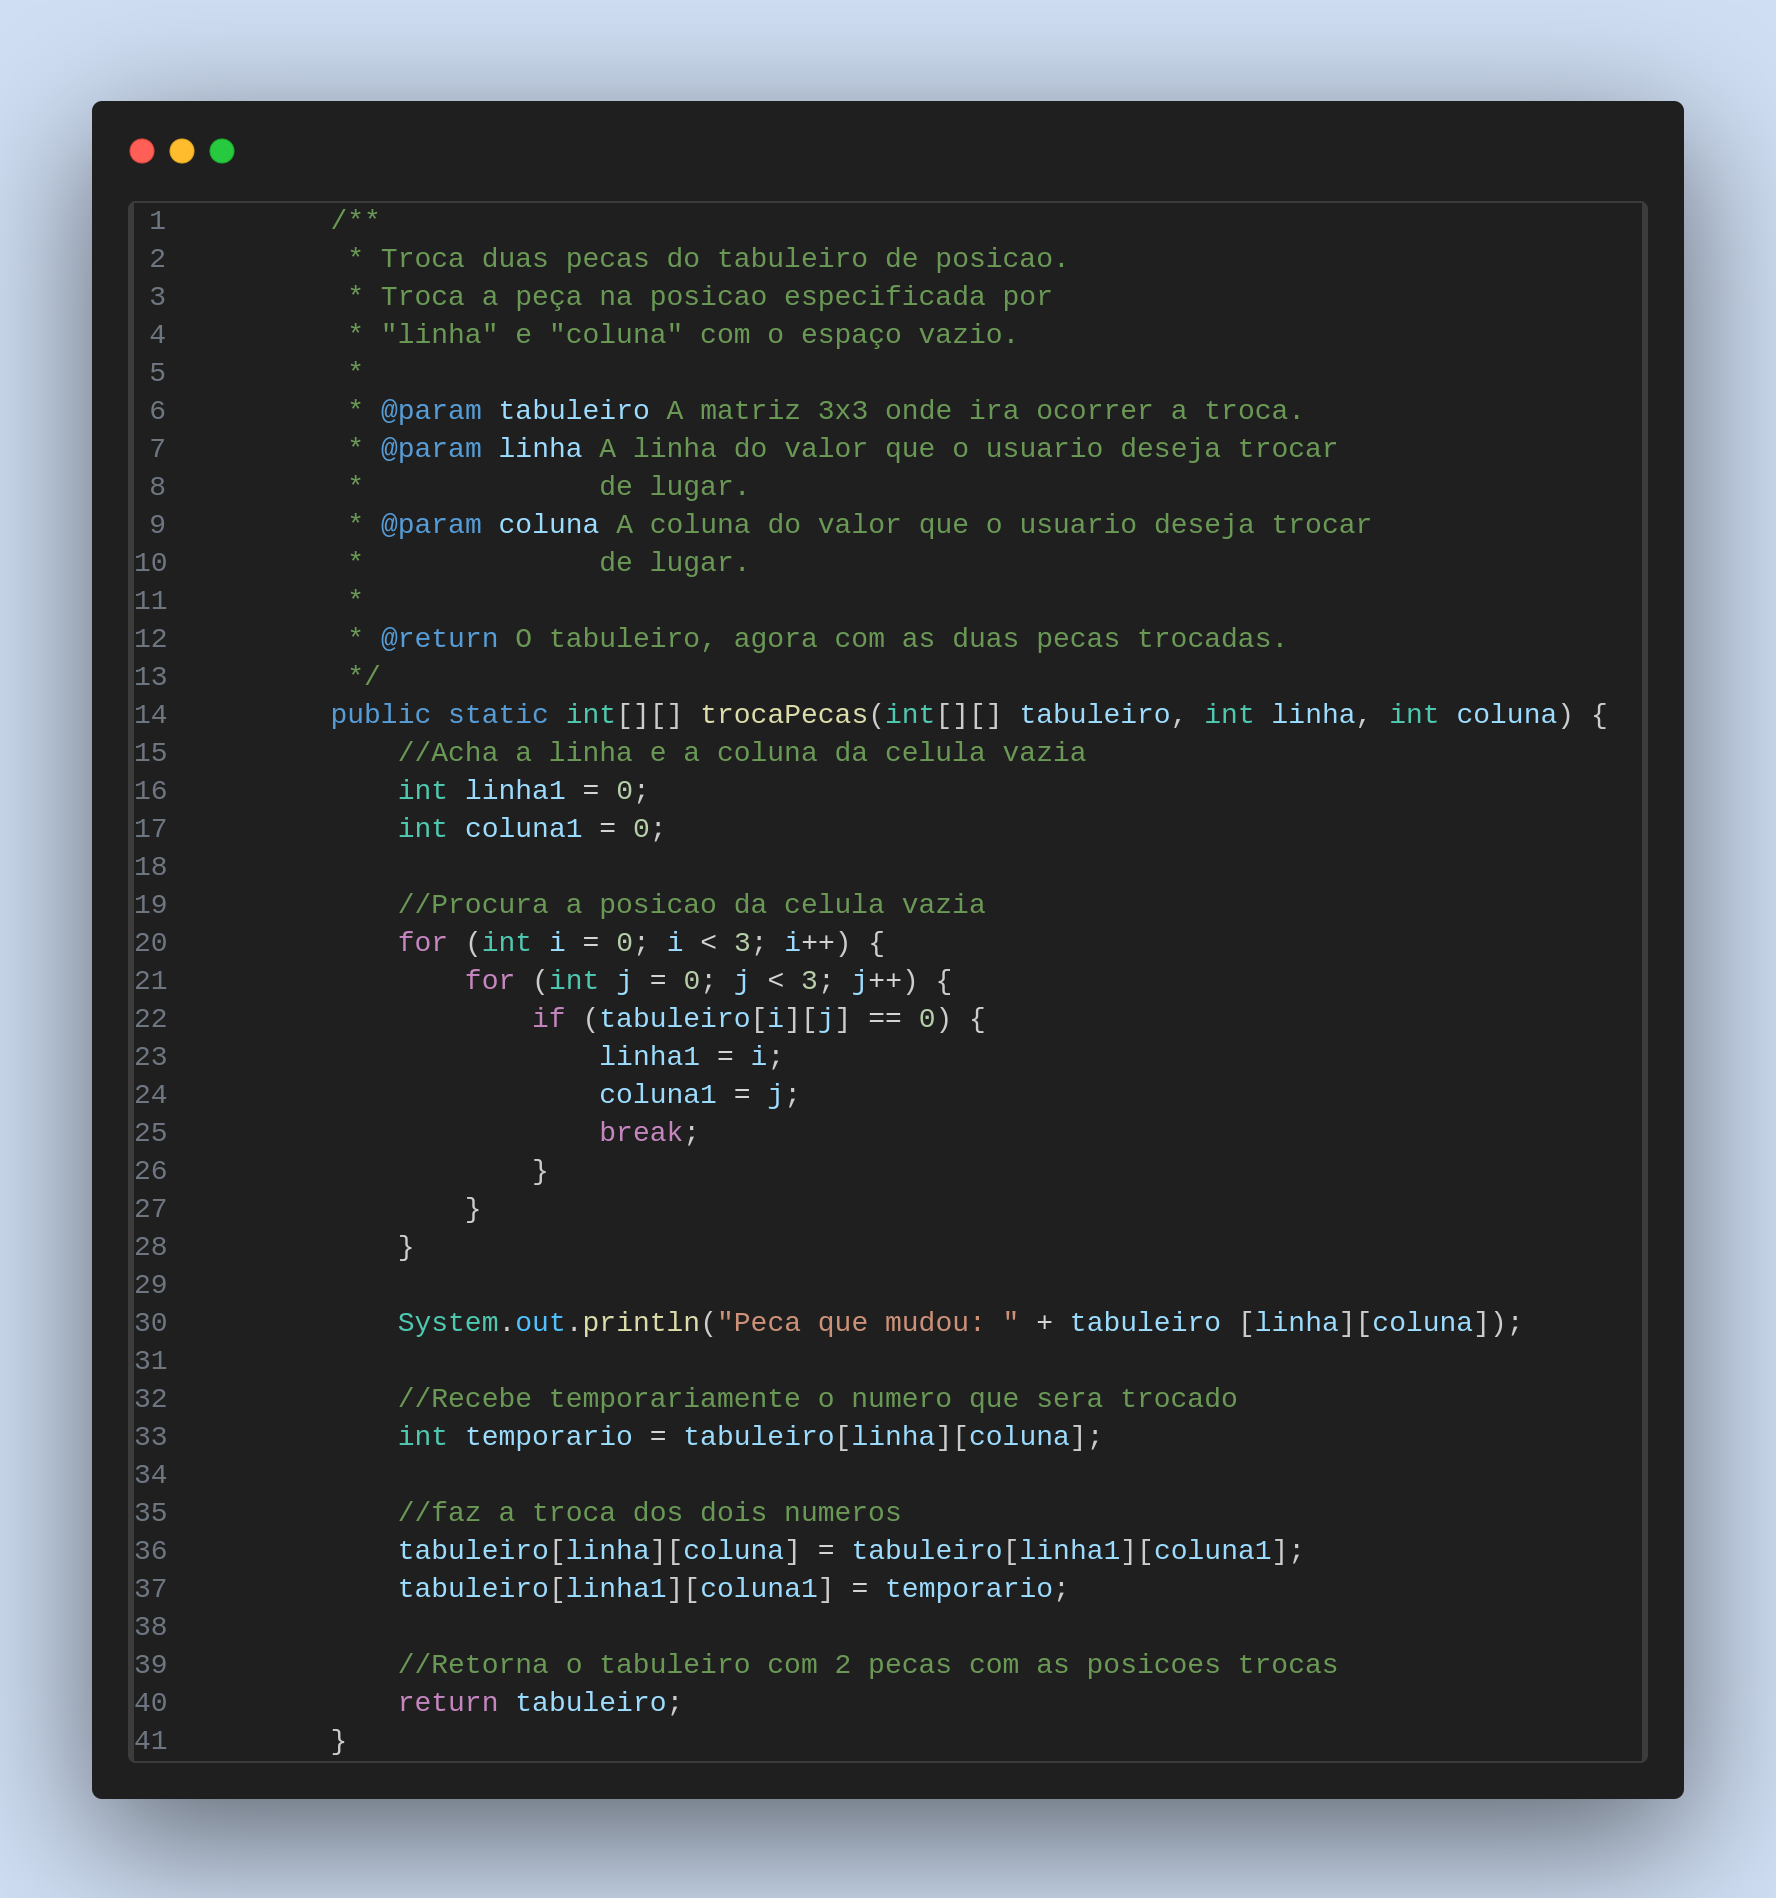 1 /**
2 * Troca duas pecas do tabuleiro de posicao.
3 * Troca a peça na posicao especificada por
4 * "linha" e "coluna" com o espaço vazio.
5 *
6 * @param tabuleiro A matriz 3x3 onde ira ocorrer a troca.
7 * @param linha A linha do valor que o usuario deseja trocar
8 *              de lugar.
9 * @param coluna A coluna do valor que o usuario deseja trocar
10 *              de lugar.
11 *
12 * @return O tabuleiro, agora com as duas pecas trocadas.
13 */
14 public static int[][] trocaPecas(int[][] tabuleiro, int linha, int coluna) {
15     //Acha a linha e a coluna da celula vazia
16     int linha1 = 0;
17     int coluna1 = 0;
18
19     //Procura a posicao da celula vazia
20     for (int i = 0; i < 3; i++) {
21         for (int j = 0; j < 3; j++) {
22             if (tabuleiro[i][j] == 0) {
23                 linha1 = i;
24                 coluna1 = j;
25                 break;
26             }
27         }
28     }
29
30     System.out.println("Peca que mudou: " + tabuleiro [linha][coluna]);
31
32     //Recebe temporariamente o numero que sera trocado
33     int temporario = tabuleiro[linha][coluna];
34
35     //faz a troca dos dois numeros
36     tabuleiro[linha][coluna] = tabuleiro[linha1][coluna1];
37     tabuleiro[linha1][coluna1] = temporario;
38
39     //Retorna o tabuleiro com 2 pecas com as posicoes trocas
40     return tabuleiro;
41 }